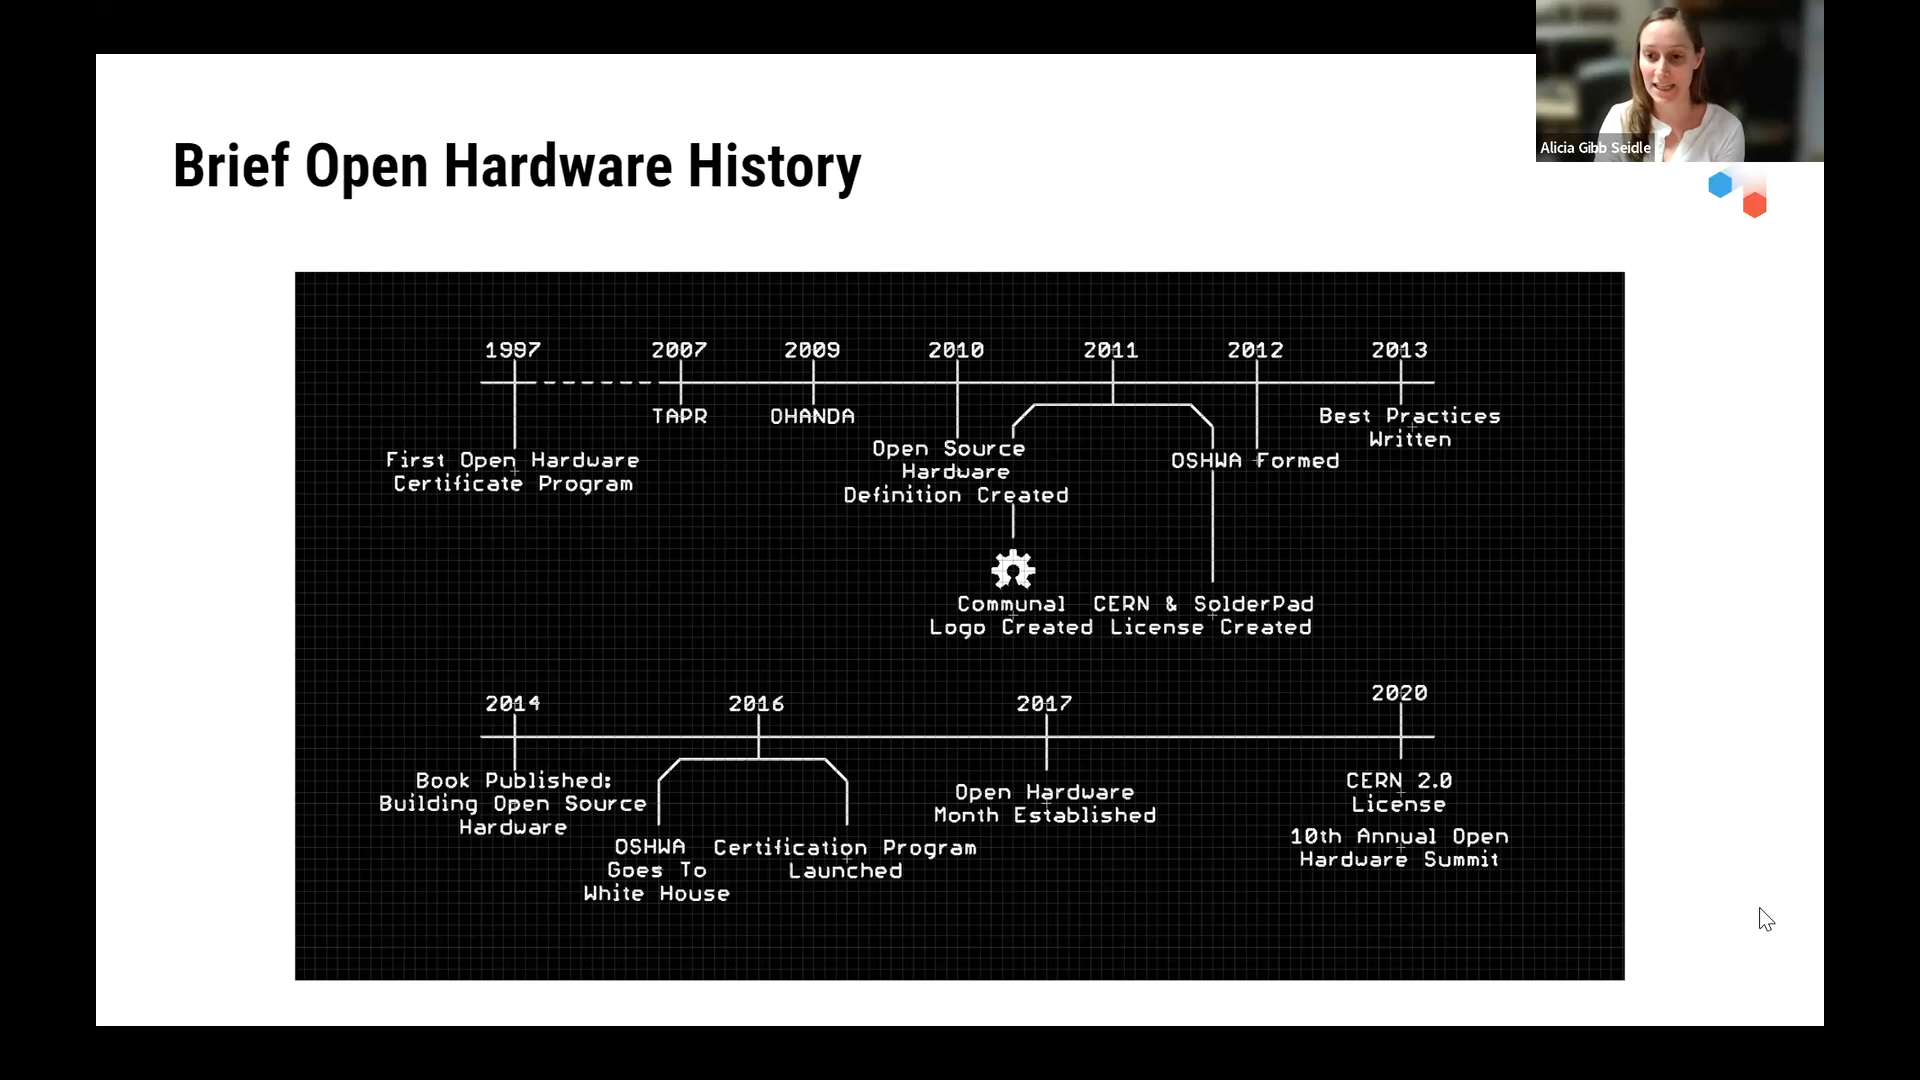 Alicia Gibb Seidle
Brief Open Hardware History
1997
2007
2009
2010
2011
2012
2013
TAPR
OHANDA
Best Practices
Written
First Open Hardware
Certificate Program
Open Source
Hardware
Definition Created
OSHWA Formed
Communal
Logo Created
CERN & SolderPad
License Created
2014
2016
2017
2020
Book Published:
Building Open Source
Hardware
OSHWA
Goes To
White House
Certification Program
Launched
Open Hardware
Month Established
CERN 2.0
License
10th Annual Open
Hardware Summit